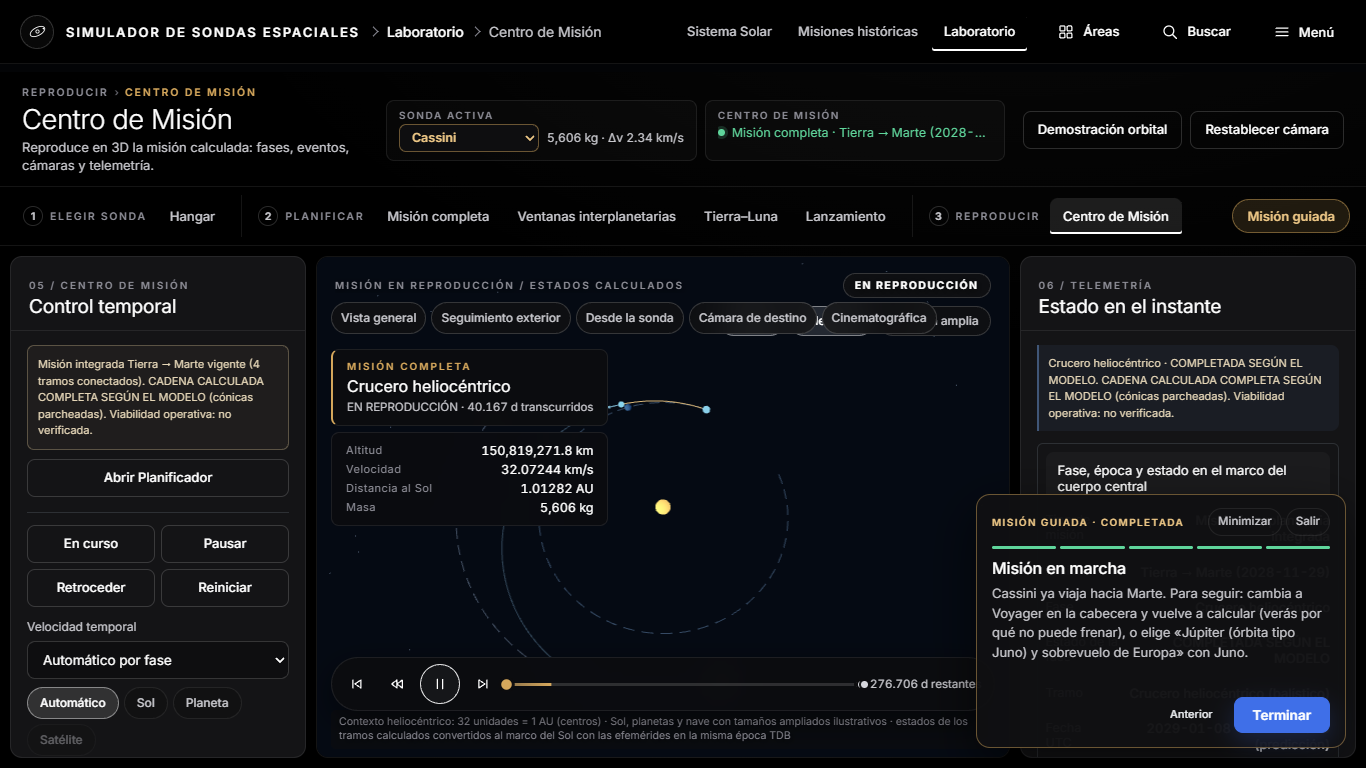 SIMULADOR DE SONDAS ESPACIALES > Laboratorio > Centro de Misión
Sistema Solar Misiones históricas Laboratorio Áreas Buscar Menú
REPRODUCIR > CENTRO DE MISIÓN
Centro de Misión
Reproduce en 3D la misión calculada: fases, eventos,
cámaras y telemetría.
SONDA ACTIVA
Cassini 5,606 kg · Δv 2.34 km/s
CENTRO DE MISIÓN
Misión completa · Tierra → Marte (2028-...
Demostración orbital Restablecer cámara
1 ELEGIR SONDA Hangar 2 PLANIFICAR Misión completa Ventanas interplanetarias Tierra–Luna Lanzamiento 3 REPRODUCIR Centro de Misión Misión guiada
05 / CENTRO DE MISIÓN
Control temporal
Misión integrada Tierra → Marte vigente (4
tramos conectados). CADENA CALCULADA
COMPLETA SEGÚN EL MODELO (cónicas
parcheadas). Viabilidad operativa: no
verificada.
Abrir Planificador
En curso Pausar
Retroceder Reiniciar
Velocidad temporal
Automático por fase
Automático Sol Planeta
Satélite
MISIÓN EN REPRODUCCIÓN / ESTADOS CALCULADOS
EN REPRODUCCIÓN
Vista general Seguimiento exterior Desde la sonda Cámara de destino Cinematográfica amplia
MISIÓN COMPLETA
Crucero heliocéntrico
EN REPRODUCCIÓN · 40.167 d transcurridos
Altitud 150,819,271.8 km
Velocidad 32.07244 km/s
Distancia al Sol 1.01282 AU
Masa 5,606 kg
276.706 d restante
Contexto heliocéntrico: 32 unidades = 1 AU (centros) · Sol, planetas y nave con tamaños ampliados ilustrativos · estados de los
tramos calculados convertidos al marco del Sol con las efemérides en la misma época TDB
06 / TELEMETRÍA
Estado en el instante
Crucero heliocéntrico · COMPLETADA SEGÚN EL
MODELO. CADENA CALCULADA COMPLETA SEGÚN
EL MODELO (cónicas parcheadas). Viabilidad
operativa: no verificada.
Fase, época y estado en el marco del
cuerpo central
MISIÓN GUIADA · COMPLETADA Minimizar Salir
Misión en marcha
Cassini ya viaja hacia Marte. Para seguir: cambia a
Voyager en la cabecera y vuelve a calcular (verás por
qué no puede frenar), o elige «Júpiter (órbita tipo
Juno) y sobrevuelo de Europa» con Juno.
Anterior Terminar